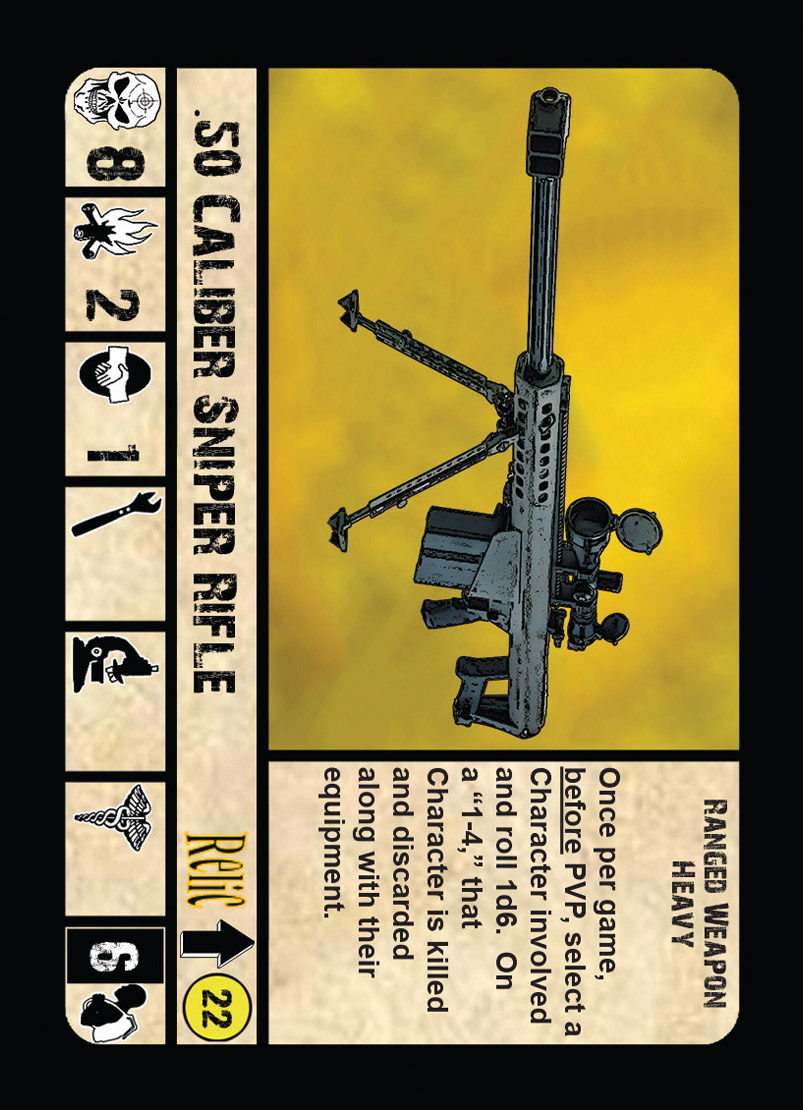 RANGED WEAPON
HEAVY
Once per game,
before PVP, select a
Character involved
and roll 1d6.  On
a “1-4,” that
Character is killed
and discarded
along with their
equipment.
.50 CALIBER SNIPER RIFLE
Relic
22
8
2
1
6